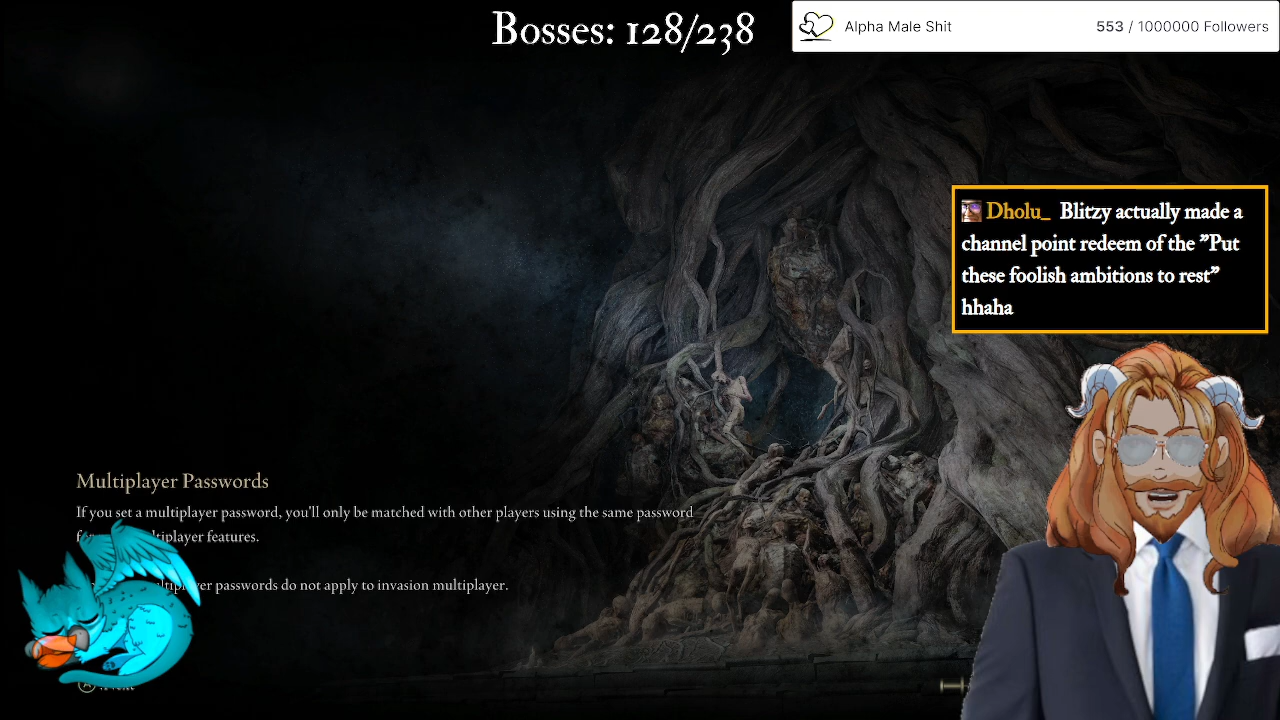 Bosses: 128/238
Alpha Male Shit 553 / 1000000 Followers
Dholu_ Blitzy actually made a
channel point redeem of the "Put
these foolish ambitions to rest"
hhaha
Multiplayer Passwords
If you set a multiplayer password, you'll only be matched with other players using the same password
features.
passwords do not apply to invasion multiplayer.